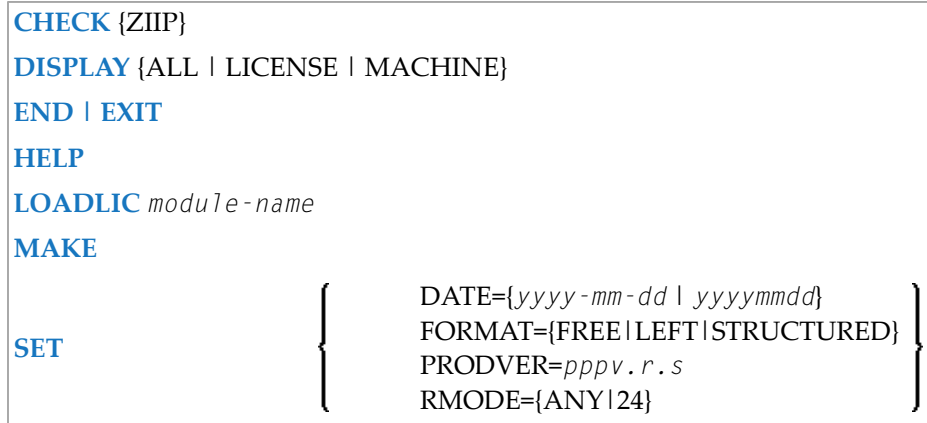 CHECK {ZIIP}
DISPLAY {ALL | LICENSE | MACHINE}
END | EXIT
HELP
LOADLIC module-name
MAKE
DATE={yyyy-mm-dd | yyyymmdd}
FORMAT={FREE|LEFT|STRUCTURED}
SET
PRODVER=pppv.r.s
RMODE={ANY|24}